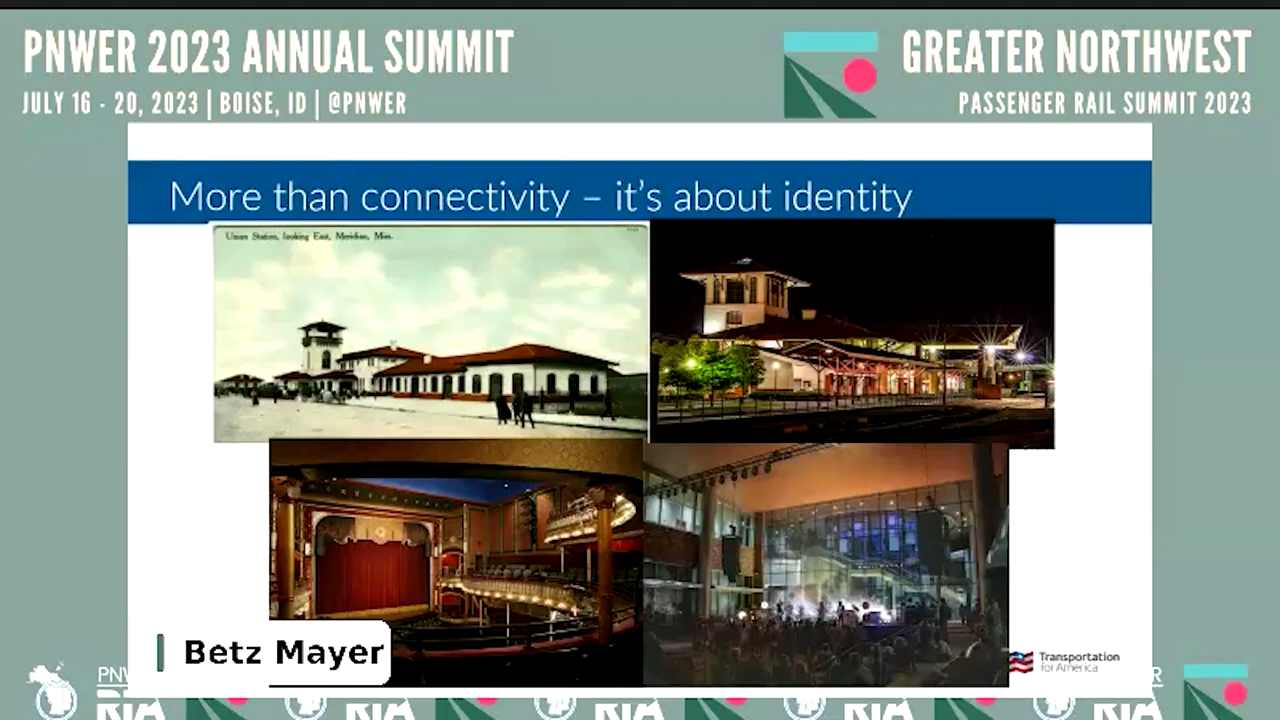 PNWER 2023 ANNUAL SUMMIT
JULY 16 - 20, 2023 | BOISE, ID | @PNWER
GREATER NORTHWEST
PASSENGER RAIL SUMMIT 2023
More than connectivity – it's about identity
Union Station, looking East, Meridian, Miss.
Betz Mayer
Transportation
for America